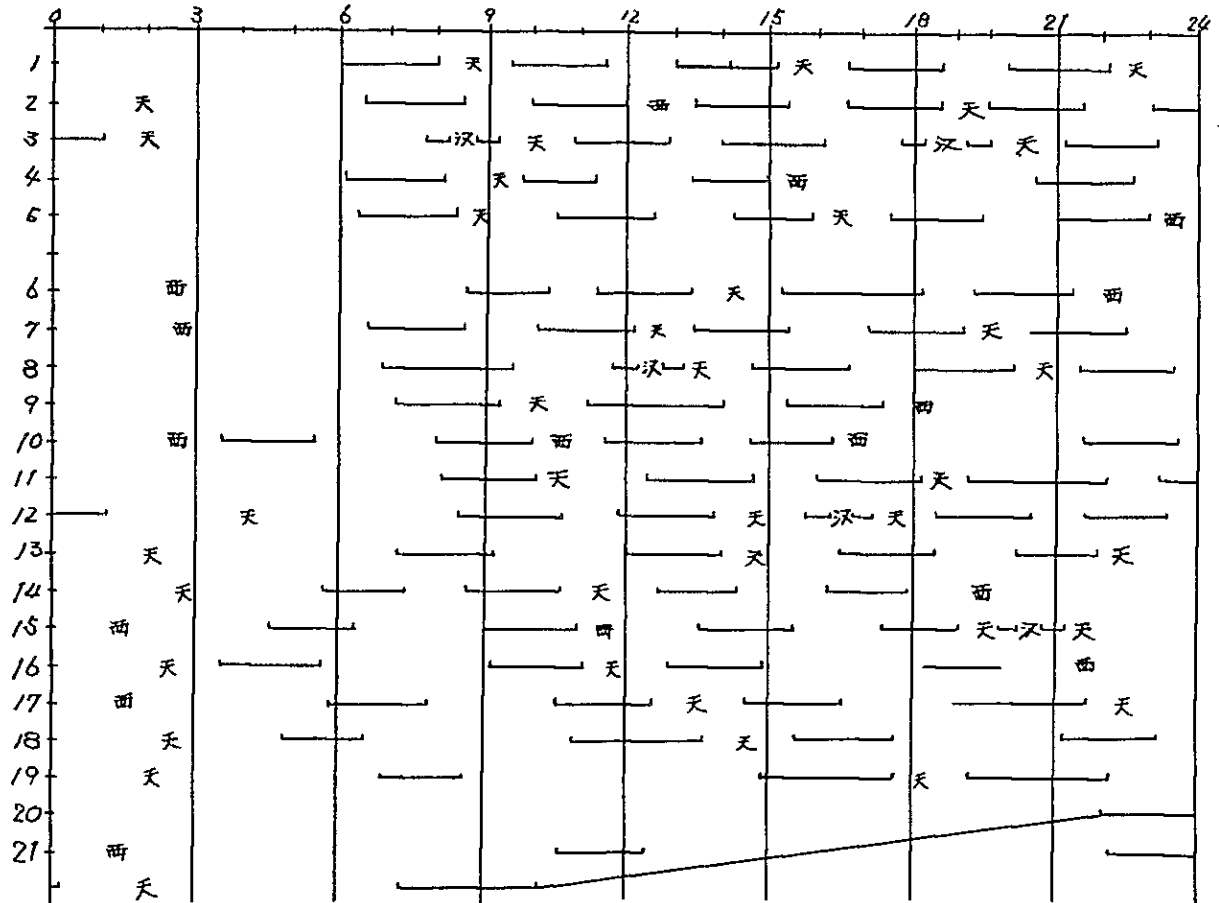 0 3 6 9 12 15 18 21 24
1 天 天 天
2 天 西 天
3 天 汉 天 汉 天
4 天 西
5 天 天 西
6 西 天 西
7 西 天 天
8 汉 天 天
9 天 西
10 西 西 西
11 天 天
12 天 天 汉 天
13 天 天 天
14 天 天 西
15 西 西 天 汉 天
16 天 天 西
17 西 天 天
18 天 天
19 天 天
20
21 西
天